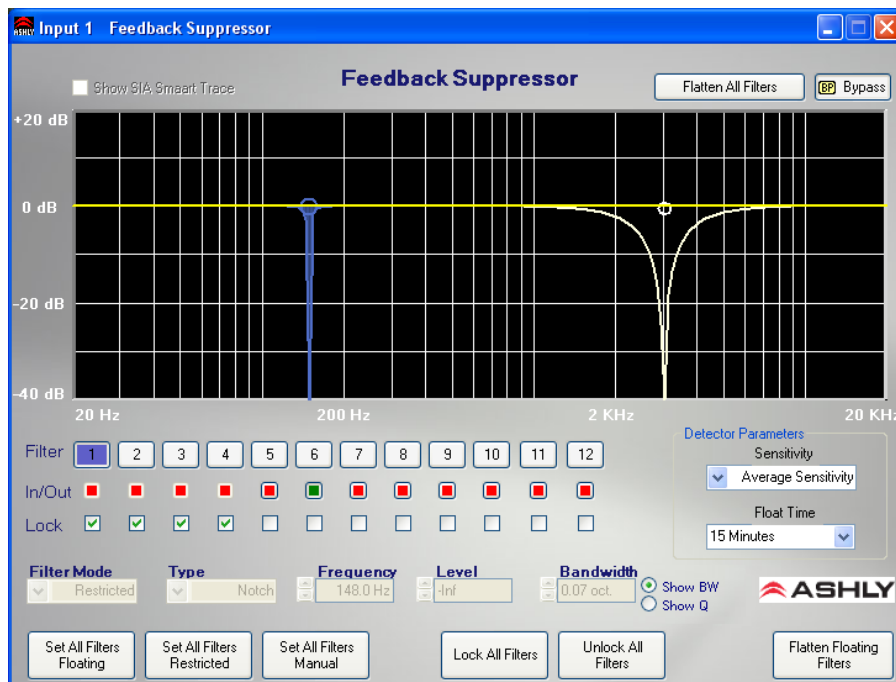 ASHLY Input 1 Feedback Suppressor
Show SIA Smaart Trace
Feedback Suppressor
Flatten All Filters
BP Bypass
+20 dB
0 dB
-20 dB
-40 dB
20 Hz 200 Hz 2 KHz 20 KHz
Filter 1 2 3 4 5 6 7 8 9 10 11 12
In/Out
Lock
Detector Parameters
Sensitivity
Average Sensitivity
Float Time
15 Minutes
Filter Mode Type Frequency Level Bandwidth
Restricted Notch 148.0 Hz -Inf 0.07 oct.
Show BW
Show Q
ASHLY
Set All Filters Floating
Set All Filters Restricted
Set All Filters Manual
Lock All Filters
Unlock All Filters
Flatten Floating Filters